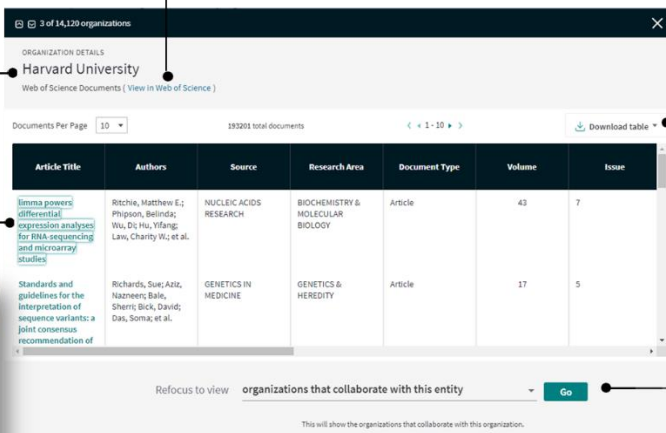 3 of 14,120 organizations
ORGANIZATION DETAILS
Harvard University
Web of Science Documents ( View in Web of Science )
Documents Per Page 10 193201 total documents 1 - 10 Download table
Article Title Authors Source Research Area Document Type Volume Issue
limma powers Ritchie, Matthew E.; NUCLEIC ACIDS BIOCHEMISTRY & Article 43 7
differential Phipson, Belinda; RESEARCH MOLECULAR
expression analyses Wu, Di; Hu, Yifang; BIOLOGY
for RNA-sequencing Law, Charity W.; et al.
and microarray
studies
Standards and Richards, Sue; Aziz, GENETICS IN GENETICS & Article 17 5
guidelines for the Nazneen; Bale, MEDICINE HEREDITY
interpretation of Sherri; Bick, David;
sequence variants: a Das, Soma; et al.
joint consensus
recommendation of
Refocus to view organizations that collaborate with this entity Go
This will show the organizations that collaborate with this organization.